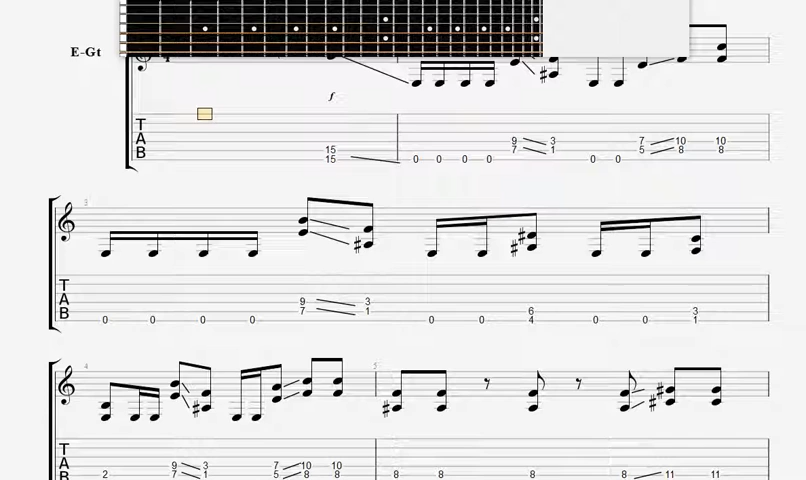 E-Gt
f
T
A
B
15
15
0 0 0 0 9 3 0 0 7 10 10
7 1 5 8 8
3
T
A
B
9 3
7 1 6 3
0 0 0 0 0 0 4 0 0 1
4 5
T
A
9 3 7 10 10
2 7 1 5 8 8 8 8 8 8 11 11